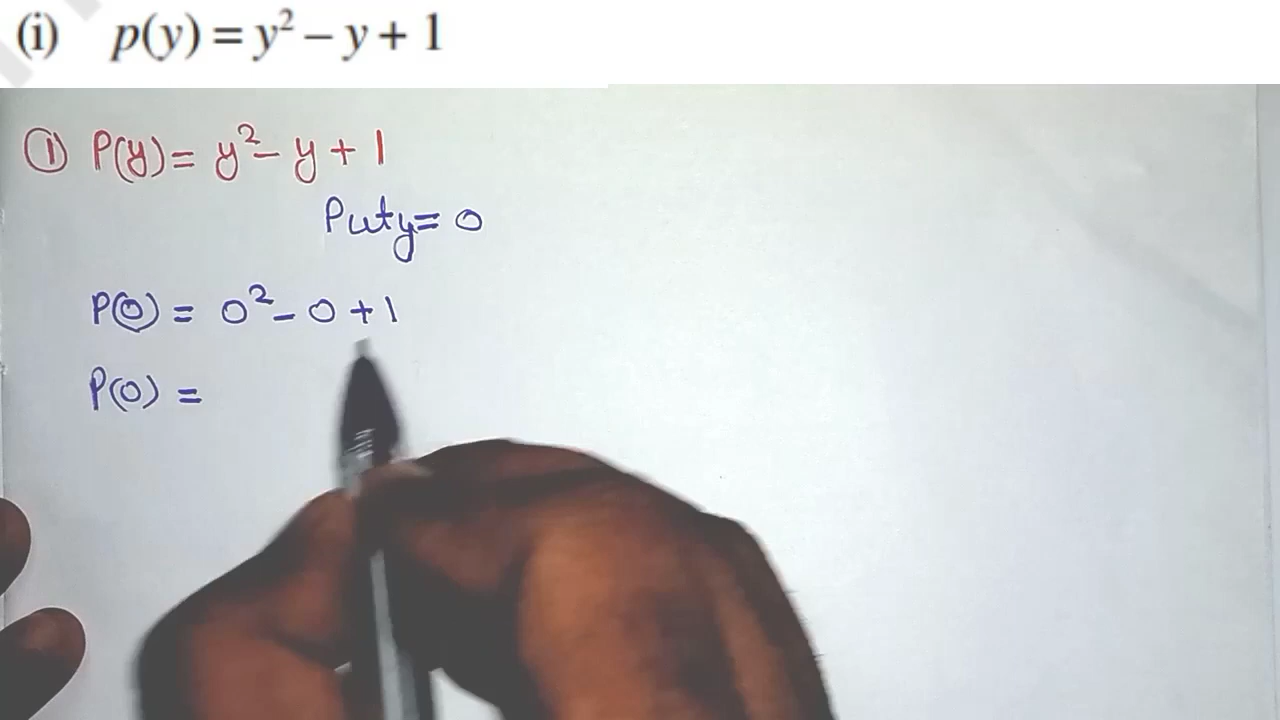 (i) p(y) = y² – y + 1
① P(y) = y² - y + 1
Put y = 0
P(0) = 0² - 0 + 1
P(0) =